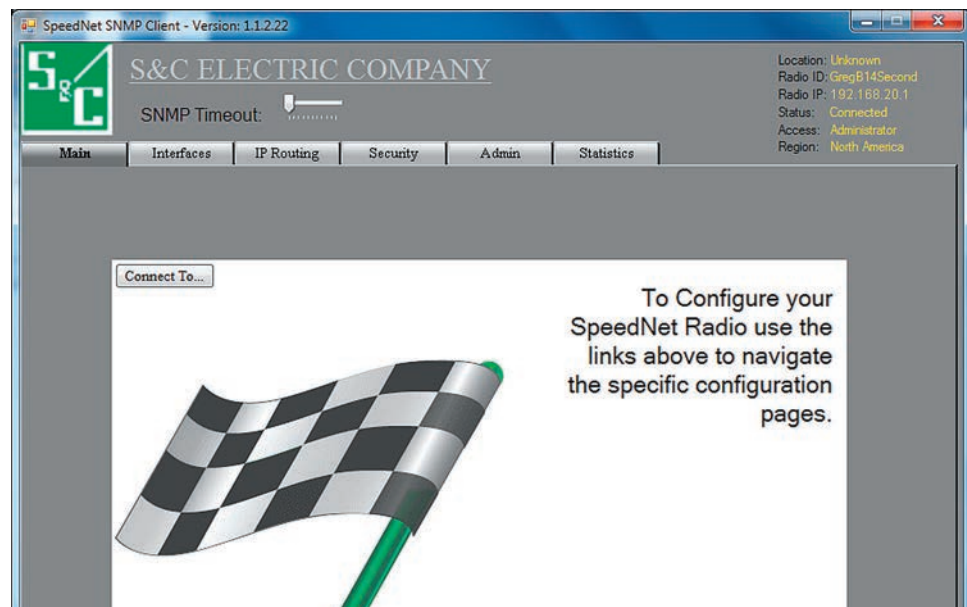 SpeedNet SNMP Client - Version: 1.1.2.22
S&C
S&C ELECTRIC COMPANY
SNMP Timeout:
Location: Unknown
Radio ID: GregB14Second
Radio IP: 192.168.20.1
Status: Connected
Access: Administrator
Region: North America
Main Interfaces IP Routing Security Admin Statistics
Connect To...
To Configure your
SpeedNet Radio use the
links above to navigate
the specific configuration
pages.